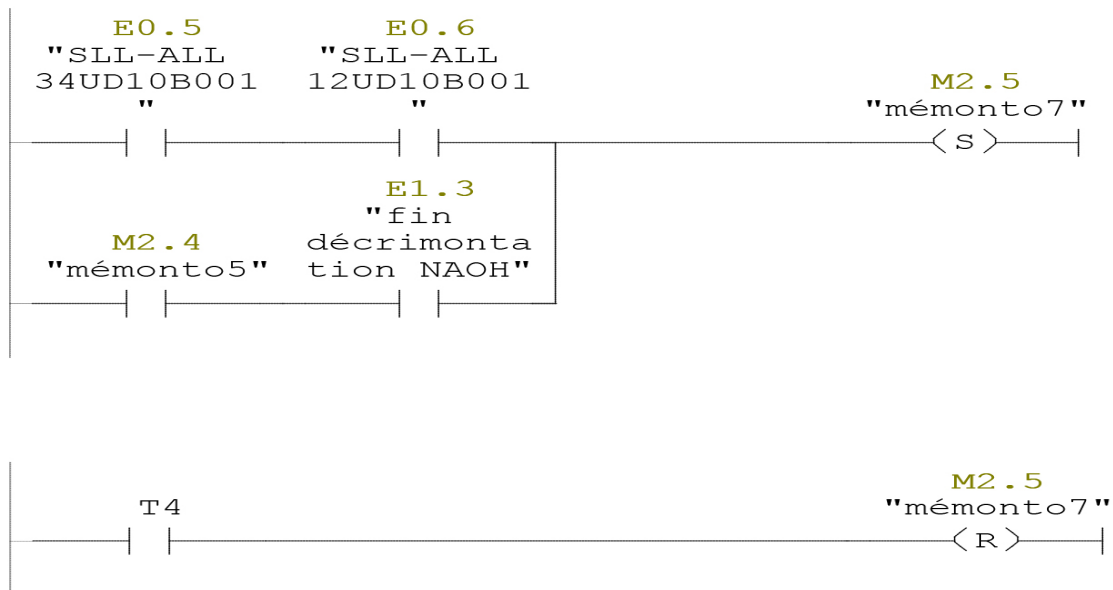 E0.5
"SLL-ALL
34UD10B001
"
E0.6
"SLL-ALL
12UD10B001
"
M2.5
"mémonto7"
S
M2.4
"mémonto5"
E1.3
"fin
décrimonta
tion NAOH"
T4
M2.5
"mémonto7"
R